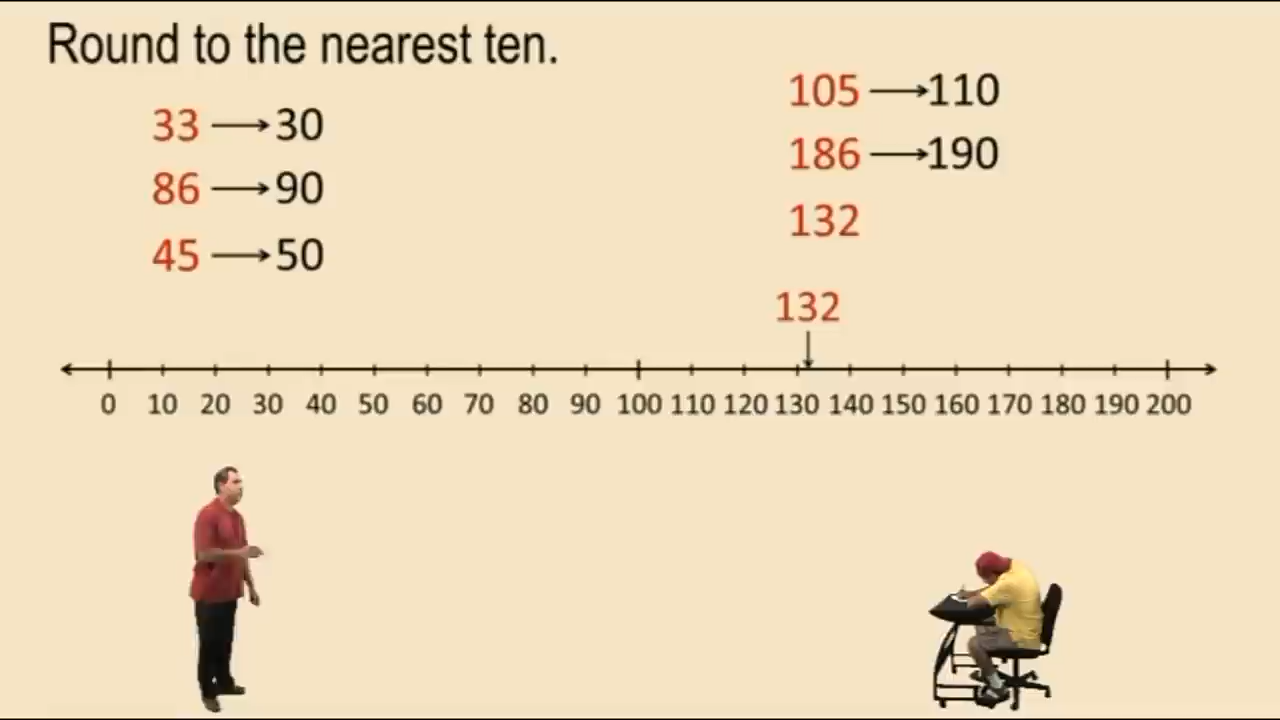 Round to the nearest ten.
33 → 30
86 → 90
45 → 50
105 → 110
186 → 190
132
132
0 10 20 30 40 50 60 70 80 90 100 110 120 130 140 150 160 170 180 190 200